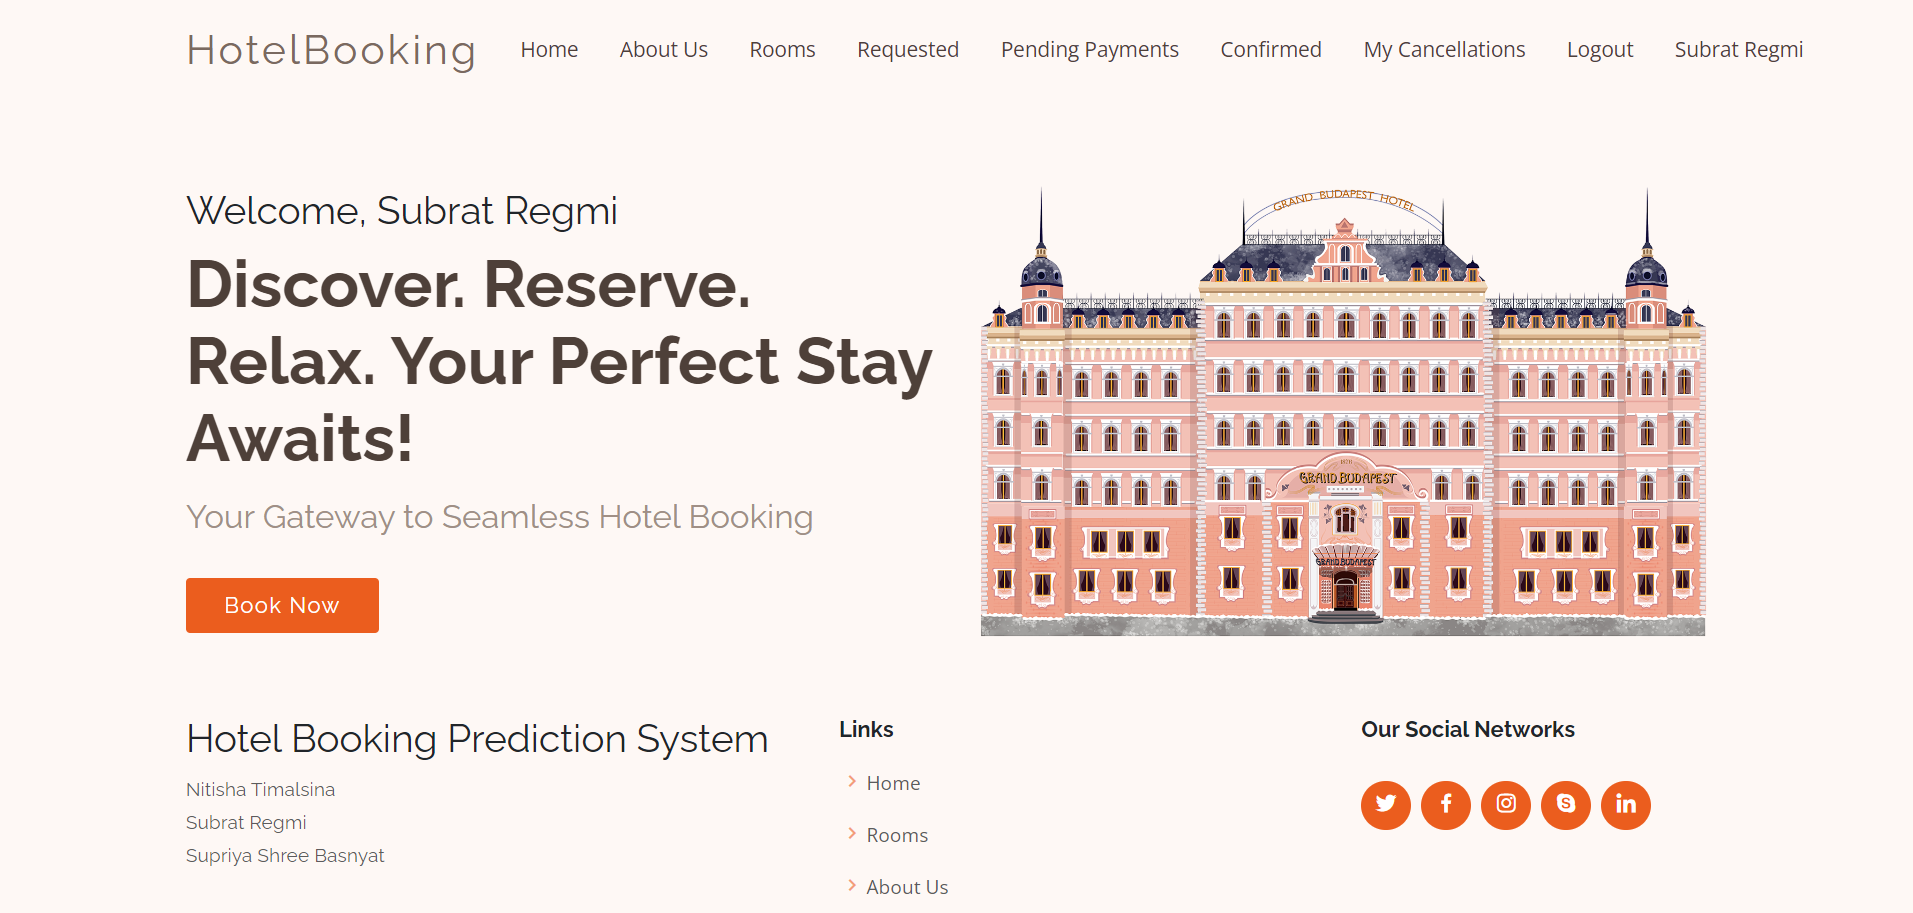 HotelBooking
Home
About Us
Rooms
Requested
Pending Payments
Confirmed
My Cancellations
Logout
Subrat Regmi
Welcome, Subrat Regmi
Discover. Reserve.
Relax. Your Perfect Stay
Awaits!
Your Gateway to Seamless Hotel Booking
Book Now
GRAND BUDAPEST HOTEL
GRAND BUDAPEST
GRAND BUDAPEST
Hotel Booking Prediction System
Nitisha Timalsina
Subrat Regmi
Supriya Shree Basnyat
Links
Home
Rooms
About Us
Our Social Networks